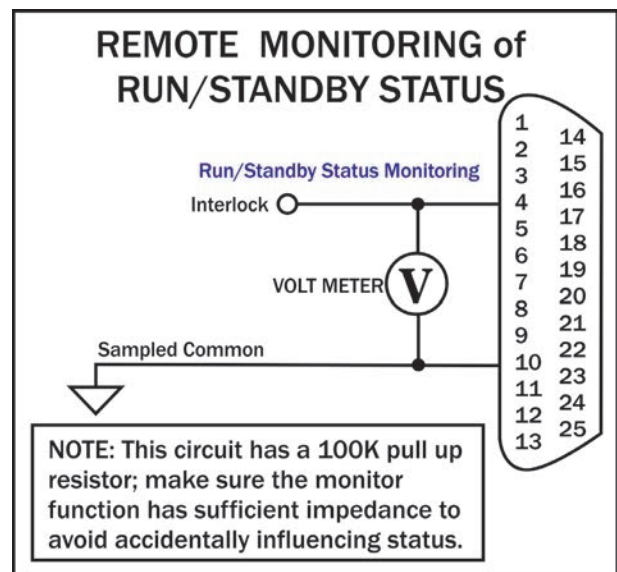 REMOTE MONITORING of
RUN/STANDBY STATUS
Run/Standby Status Monitoring
Interlock
VOLT METER
V
Sampled Common
1
2
3
4
5
6
7
8
9
10
11
12
13
14
15
16
17
18
19
20
21
22
23
24
25
NOTE: This circuit has a 100K pull up
resistor; make sure the monitor
function has sufficient impedance to
avoid accidentally influencing status.